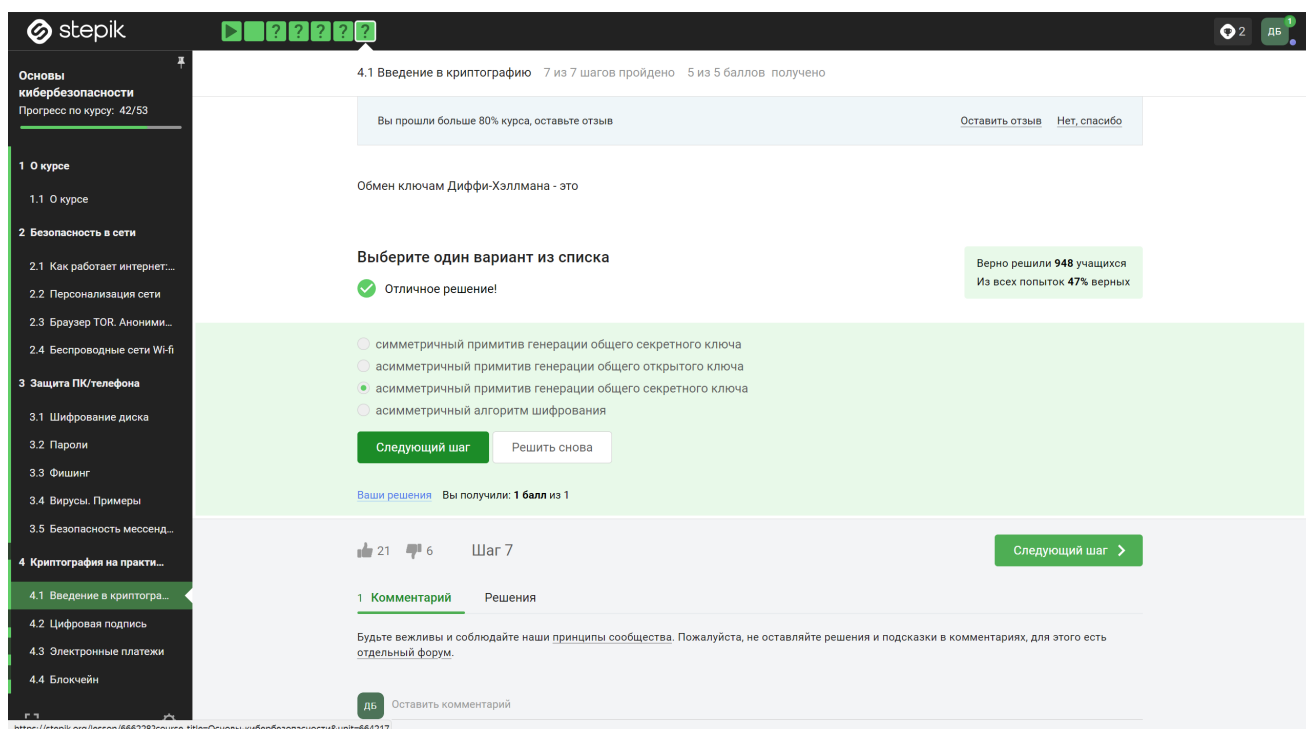 stepik
? ? ? ? ?
2
ДБ
1
Основы
кибербезопасности
Прогресс по курсу: 42/53
1 О курсе
1.1 О курсе
2 Безопасность в сети
2.1 Как работает интернет:...
2.2 Персонализация сети
2.3 Браузер TOR. Аноними...
2.4 Беспроводные сети Wi-fi
3 Защита ПК/телефона
3.1 Шифрование диска
3.2 Пароли
3.3 Фишинг
3.4 Вирусы. Примеры
3.5 Безопасность мессенд...
4 Криптография на практи...
4.1 Введение в криптогра...
4.2 Цифровая подпись
4.3 Электронные платежи
4.4 Блокчейн
4.1 Введение в криптографию 7 из 7 шагов пройдено 5 из 5 баллов получено
Вы прошли больше 80% курса, оставьте отзыв
Оставить отзыв Нет, спасибо
Обмен ключам Диффи-Хэллмана - это
Выберите один вариант из списка
Отличное решение!
Верно решили 948 учащихся
Из всех попыток 47% верных
симметричный примитив генерации общего секретного ключа
асимметричный примитив генерации общего открытого ключа
асимметричный примитив генерации общего секретного ключа
асимметричный алгоритм шифрования
Следующий шаг Решить снова
Ваши решения Вы получили: 1 балл из 1
21 6 Шаг 7
Следующий шаг
1 Комментарий Решения
Будьте вежливы и соблюдайте наши принципы сообщества. Пожалуйста, не оставляйте решения и подсказки в комментариях, для этого есть
отдельный форум.
ДБ Оставить комментарий